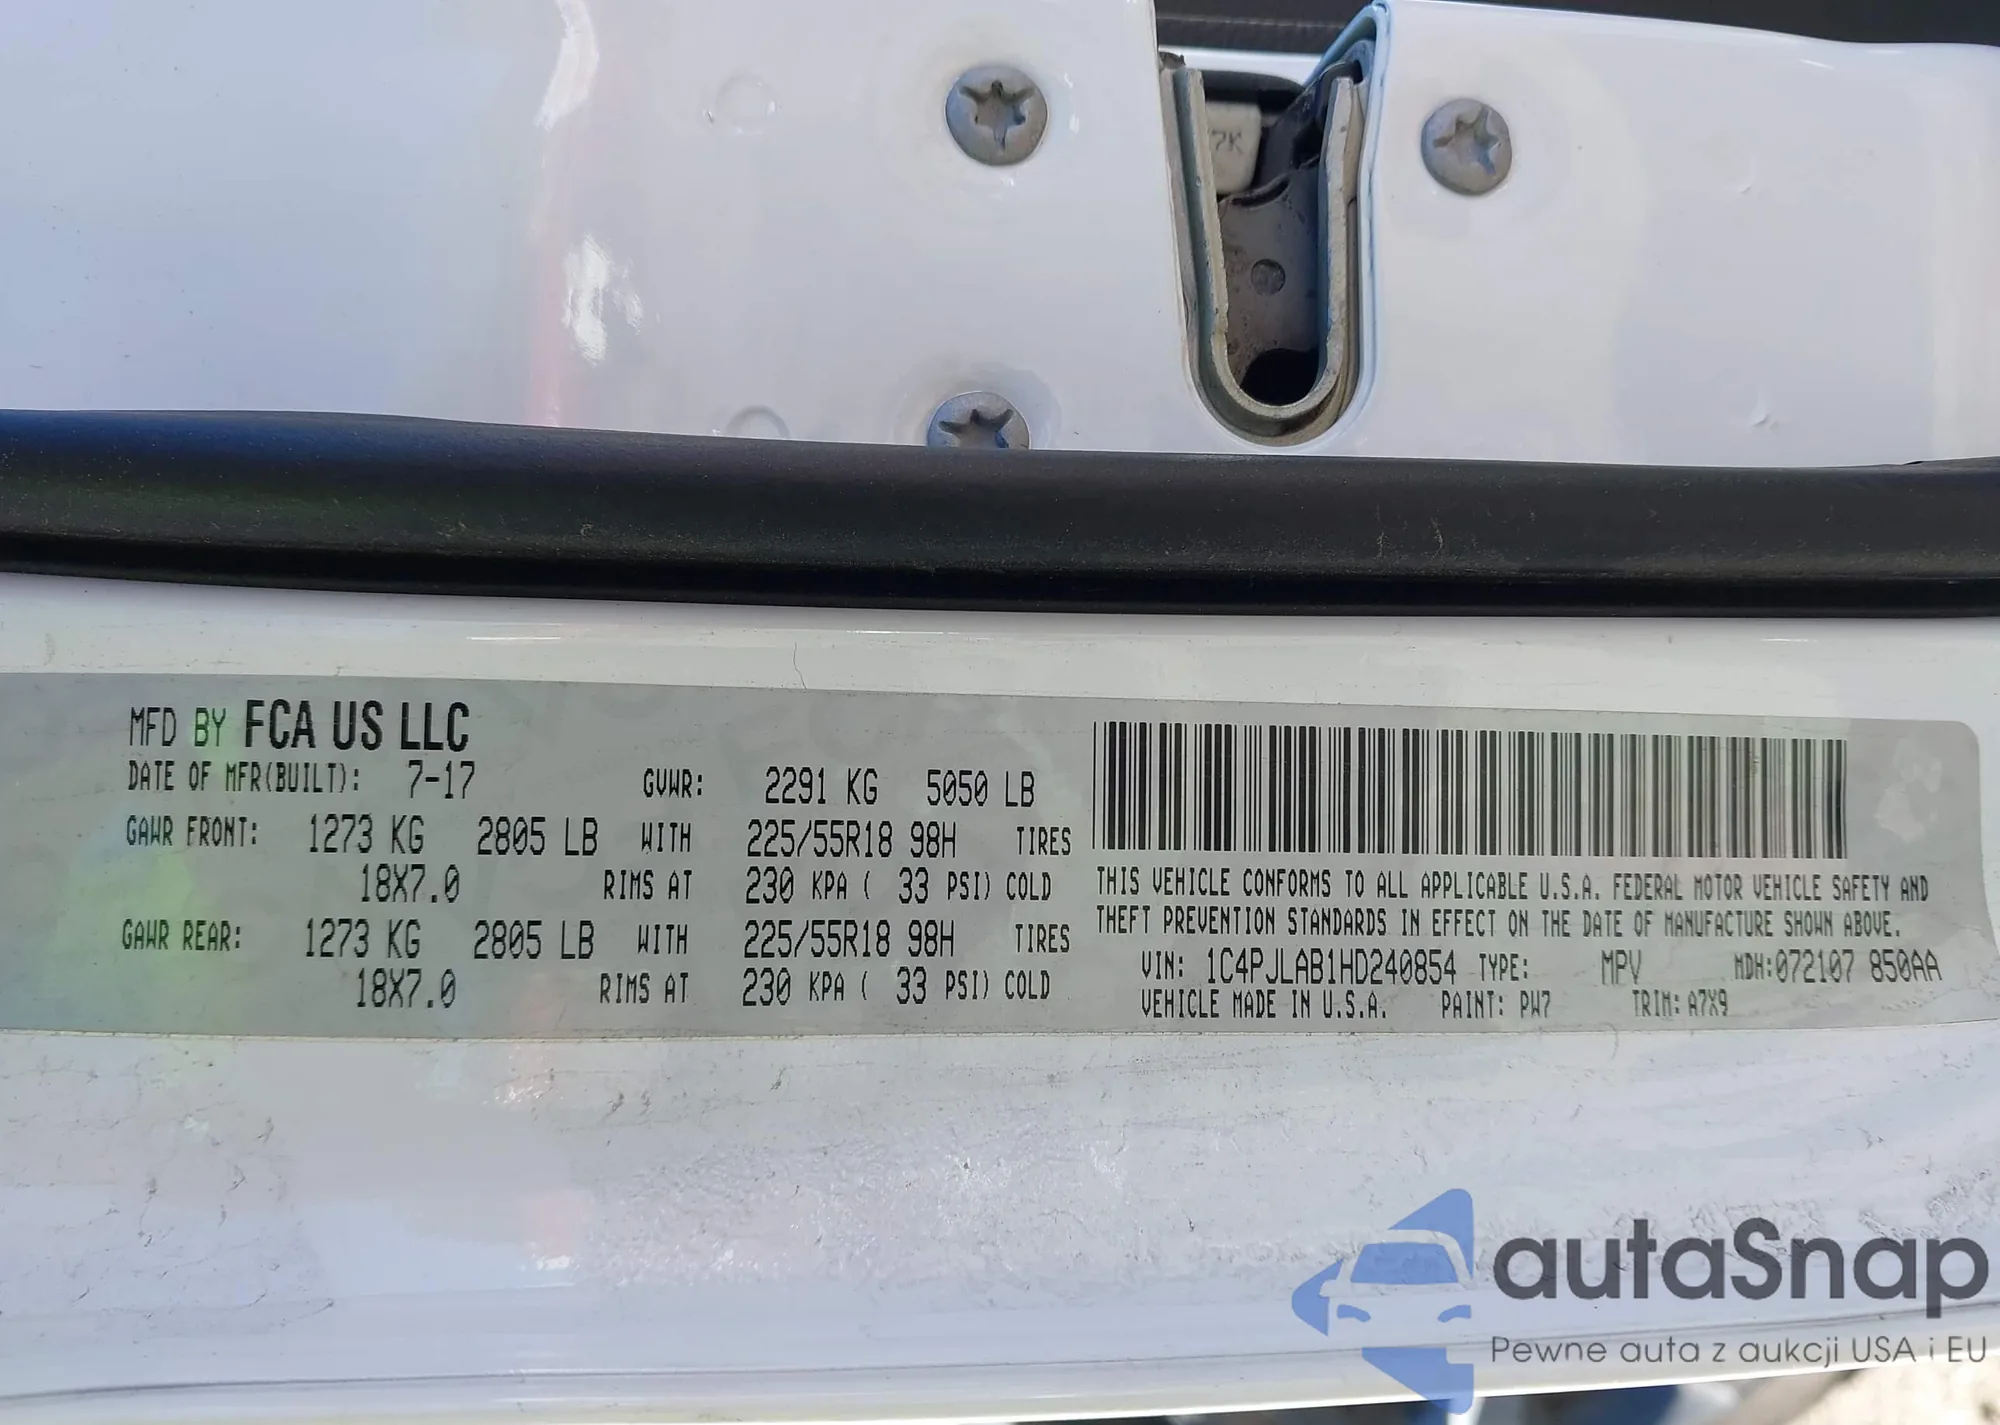 7K
MFD BY FCA US LLC
DATE OF MFR(BUILT): 7-17 GVWR: 2291 KG 5050 LB
GAWR FRONT: 1273 KG 2805 LB WITH 225/55R18 98H TIRES
18X7.0 RIMS AT 230 KPA ( 33 PSI) COLD
GAWR REAR: 1273 KG 2805 LB WITH 225/55R18 98H TIRES
18X7.0 RIMS AT 230 KPA ( 33 PSI) COLD
THIS VEHICLE CONFORMS TO ALL APPLICABLE U.S.A. FEDERAL MOTOR VEHICLE SAFETY AND
THEFT PREVENTION STANDARDS IN EFFECT ON THE DATE OF MANUFACTURE SHOWN ABOVE.
VIN: 1C4PJLAB1HD240854 TYPE: MPV MDH:072107 850AA
VEHICLE MADE IN U.S.A. PAINT: PW7 TRIM: A7X9
autaSnap
Pewne auta z aukcji USA i EU